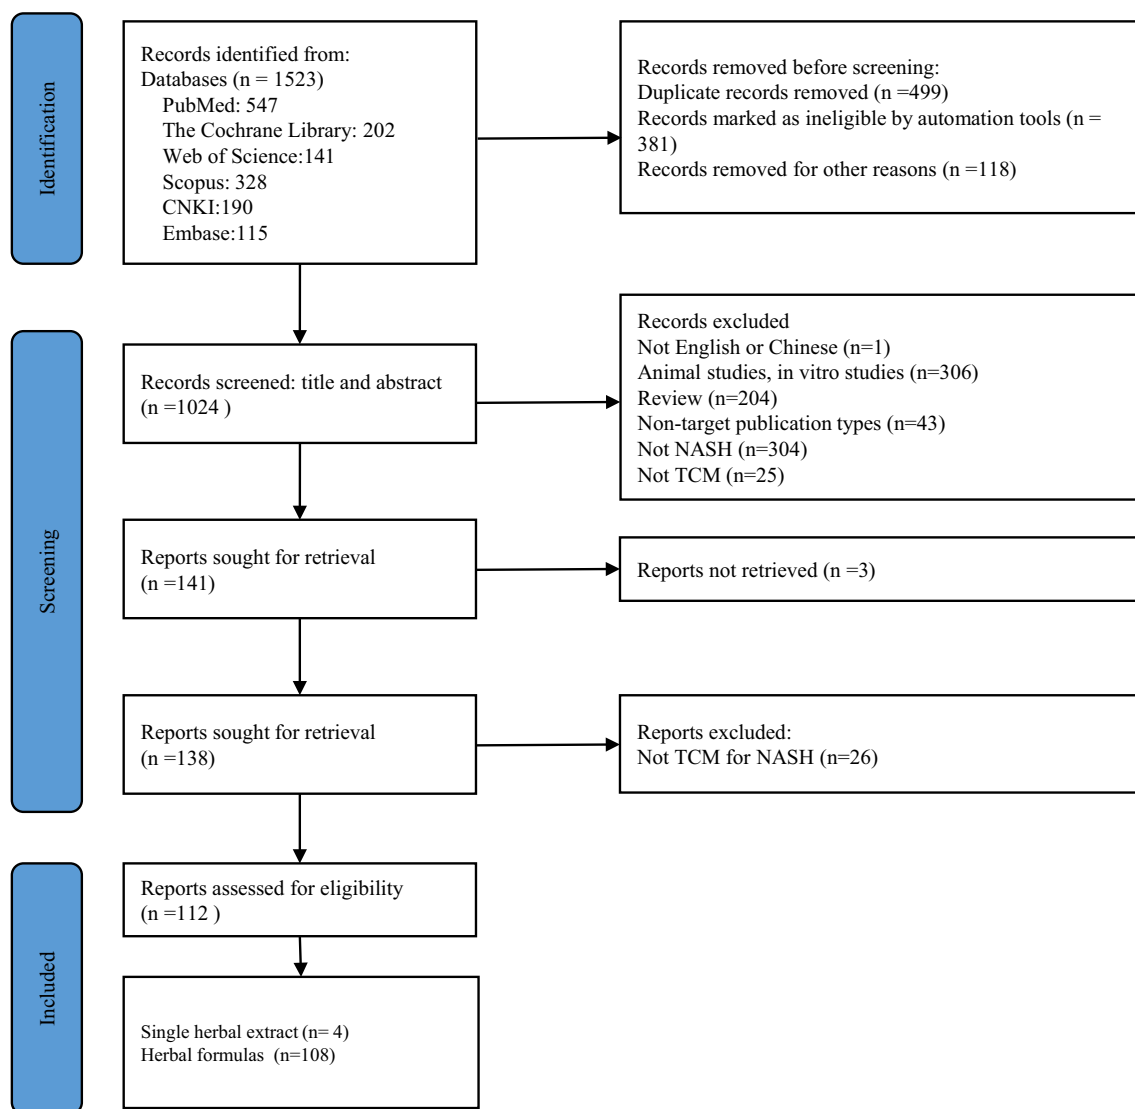 Identification
Records identified from:
Databases (n = 1523)
PubMed: 547
The Cochrane Library: 202
Web of Science:141
Scopus: 328
CNKI:190
Embase:115
Records removed before screening:
Duplicate records removed (n =499)
Records marked as ineligible by automation tools (n =
381)
Records removed for other reasons (n =118)
Screening
Records screened: title and abstract
(n =1024 )
Records excluded
Not English or Chinese (n=1)
Animal studies, in vitro studies (n=306)
Review (n=204)
Non-target publication types (n=43)
Not NASH (n=304)
Not TCM (n=25)
Reports sought for retrieval
(n =141)
Reports not retrieved (n =3)
Reports sought for retrieval
(n =138)
Reports excluded:
Not TCM for NASH (n=26)
Included
Reports assessed for eligibility
(n =112 )
Single herbal extract (n= 4)
Herbal formulas (n=108)